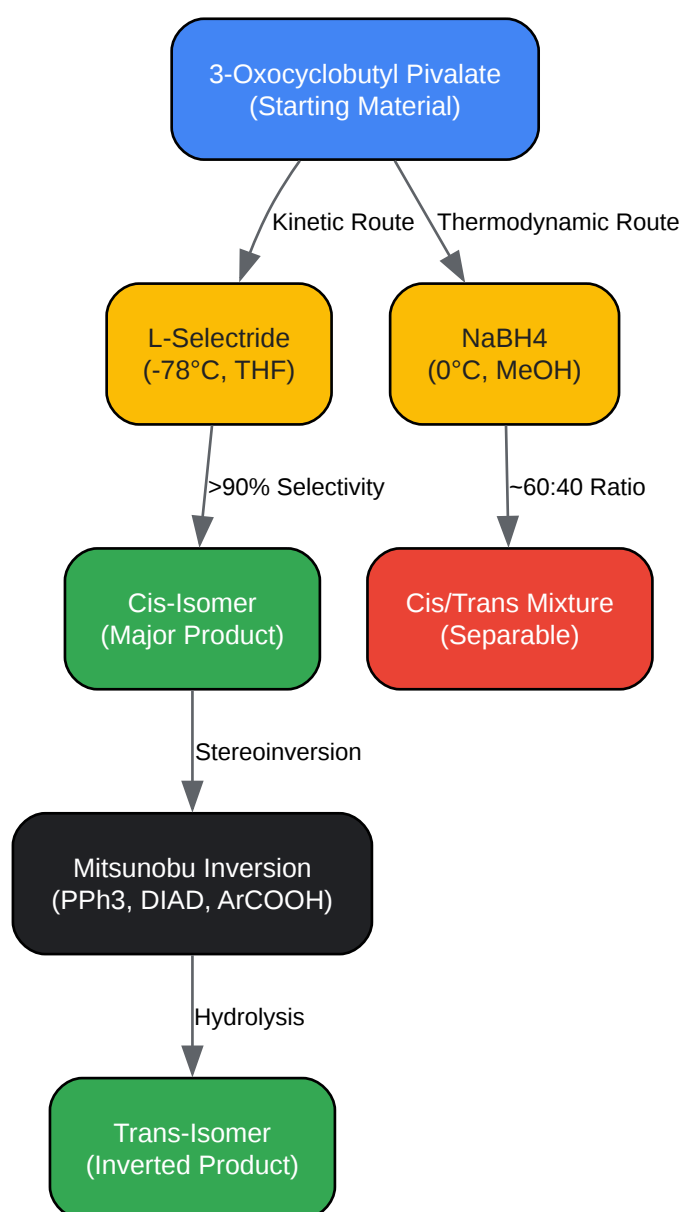 3-Oxocyclobutyl Pivalate
(Starting Material)
Kinetic Route
Thermodynamic Route
L-Selectride
(-78°C, THF)
NaBH4
(0°C, MeOH)
>90% Selectivity
~60:40 Ratio
Cis-Isomer
(Major Product)
Cis/Trans Mixture
(Separable)
Stereoinversion
Mitsunobu Inversion
(PPh3, DIAD, ArCOOH)
Hydrolysis
Trans-Isomer
(Inverted Product)